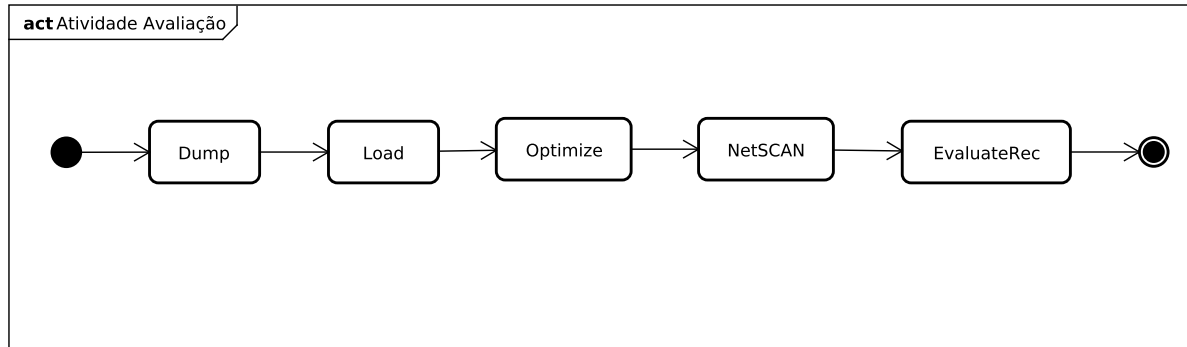 act Atividade Avaliação
Dump
Load
Optimize
NetSCAN
EvaluateRec